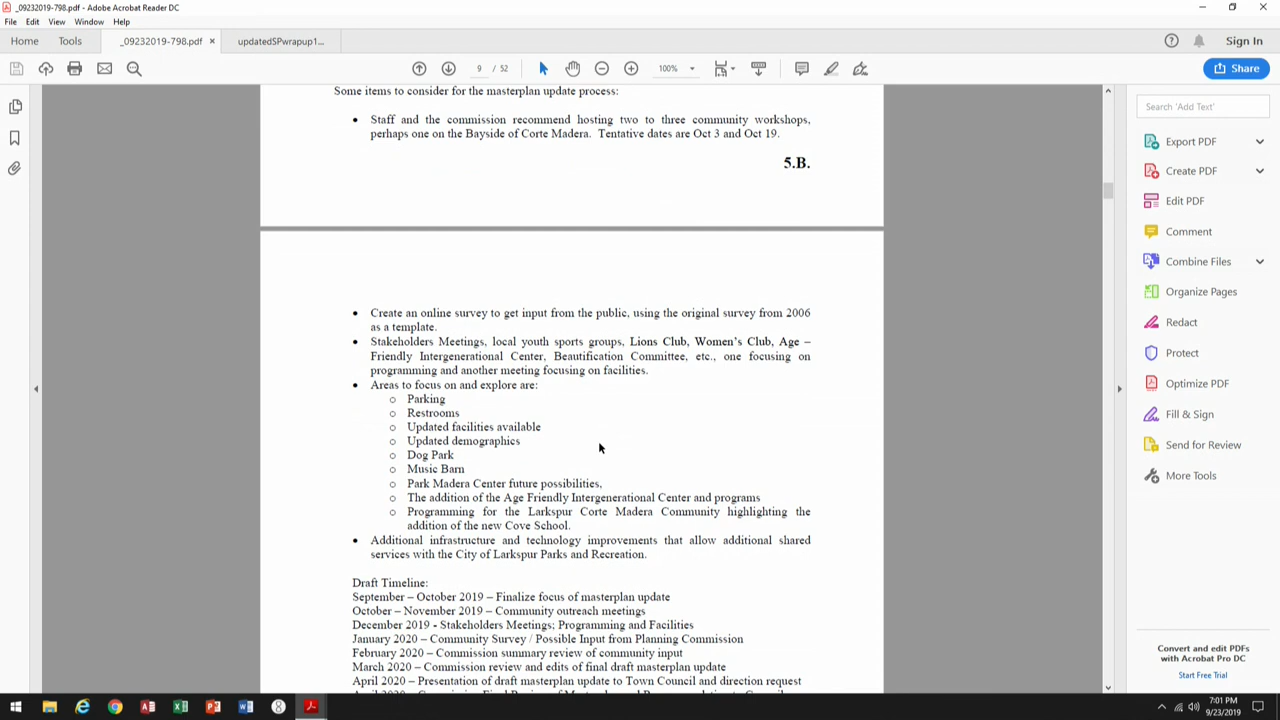 _09232019-798.pdf - Adobe Acrobat Reader DC
File Edit View Window Help
Home Tools _09232019-798.pdf × updatedSPwrapup1... Sign In
9 / 52 100% Share
Some items to consider for the masterplan update process:
• Staff and the commission recommend hosting two to three community workshops,
perhaps one on the Bayside of Corte Madera. Tentative dates are Oct 3 and Oct 19.
5.B.
• Create an online survey to get input from the public, using the original survey from 2006
as a template.
• Stakeholders Meetings, local youth sports groups, Lions Club, Women's Club, Age –
Friendly Intergenerational Center, Beautification Committee, etc., one focusing on
programming and another meeting focusing on facilities.
• Areas to focus on and explore are:
o Parking
o Restrooms
o Updated facilities available
o Updated demographics
o Dog Park
o Music Barn
o Park Madera Center future possibilities,
o The addition of the Age Friendly Intergenerational Center and programs
o Programming for the Larkspur Corte Madera Community highlighting the
addition of the new Cove School.
• Additional infrastructure and technology improvements that allow additional shared
services with the City of Larkspur Parks and Recreation.
Draft Timeline:
September – October 2019 – Finalize focus of masterplan update
October – November 2019 – Community outreach meetings
December 2019 - Stakeholders Meetings; Programming and Facilities
January 2020 – Community Survey / Possible Input from Planning Commission
February 2020 – Commission summary review of community input
March 2020 – Commission review and edits of final draft masterplan update
April 2020 – Presentation of draft masterplan update to Town Council and direction request
Search 'Add Text'
Export PDF
Create PDF
Edit PDF
Comment
Combine Files
Organize Pages
Redact
Protect
Optimize PDF
Fill & Sign
Send for Review
More Tools
Convert and edit PDFs
with Acrobat Pro DC
Start Free Trial
7:01 PM
9/23/2019